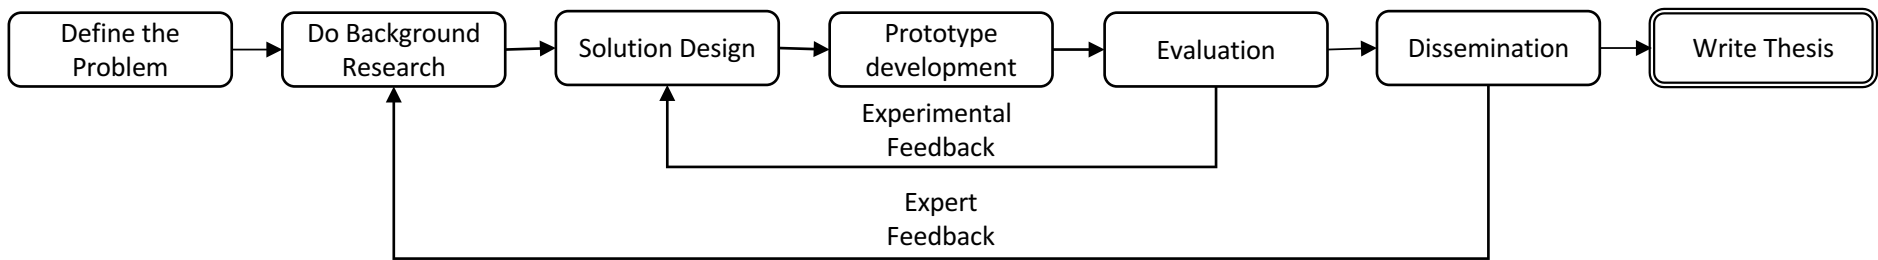 Define the
Problem
Do Background
Research
Solution Design
Prototype
development
Evaluation
Dissemination
Write Thesis
Experimental
Feedback
Expert
Feedback